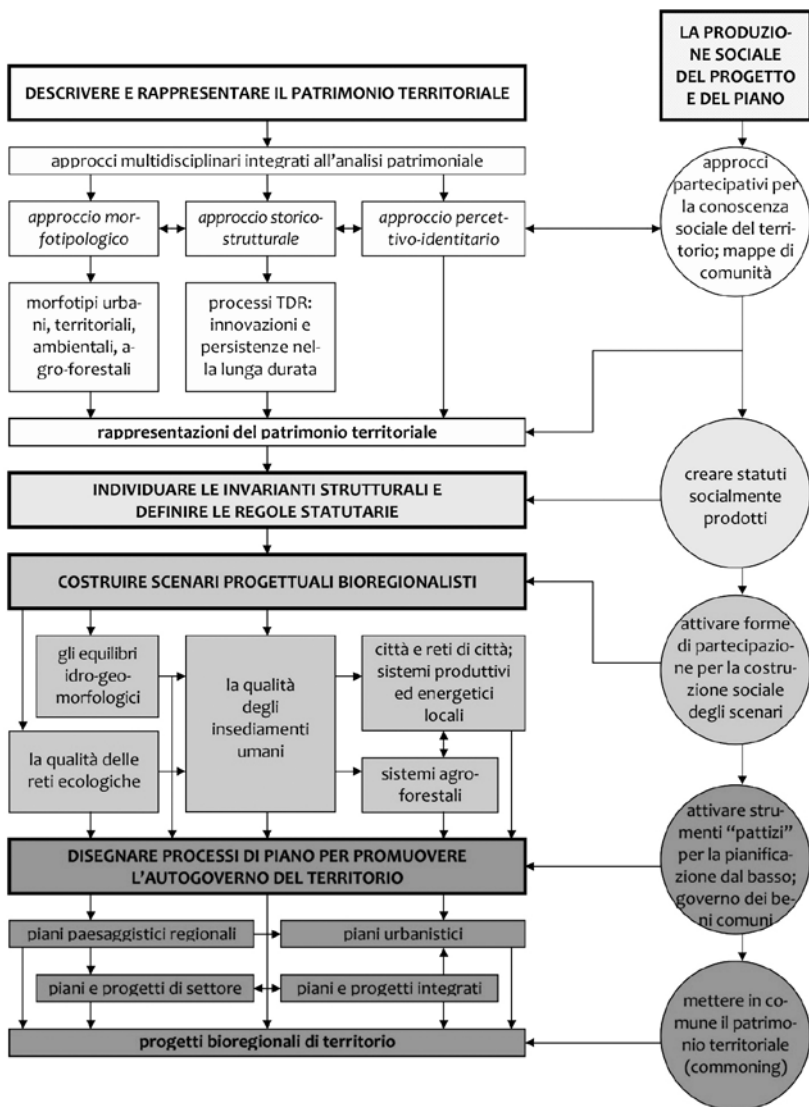 LA PRODUZIO-
NE SOCIALE
DEL PROGETTO
E DEL PIANO
DESCRIVERE E RAPPRESENTARE IL PATRIMONIO TERRITORIALE
approcci multidisciplinari integrati all'analisi patrimoniale
approccio mor-
fotipologico
approccio storico-
strutturale
approccio percet-
tivo-identitario
approcci
partecipativi per
la conoscenza
sociale del terri-
torio; mappe di
comunità
morfotipi urba-
ni, territoriali,
ambientali, a-
gro-forestali
processi TDR:
innovazioni e
persistenze nel-
la lunga durata
rappresentazioni del patrimonio territoriale
INDIVIDUARE LE INVARIANTI STRUTTURALI E
DEFINIRE LE REGOLE STATUTARIE
creare statuti
socialmente
prodotti
COSTRUIRE SCENARI PROGETTUALI BIOREGIONALISTI
gli equilibri
idro-geo-
morfologici
la qualità
degli
insediamenti
umani
città e reti di città;
sistemi produttivi
ed energetici
locali
attivare forme
di partecipazio-
ne per la costru-
zione sociale
degli scenari
la qualità delle
reti ecologiche
sistemi agro-
forestali
DISEGNARE PROCESSI DI PIANO PER PROMUOVERE
L'AUTOGOVERNO DEL TERRITORIO
attivare stru-
menti "pattizi"
per la pianifica-
zione dal basso;
governo dei be-
ni comuni
piani paesaggistici regionali
piani urbanistici
piani e progetti di settore
piani e progetti integrati
progetti bioregionali di territorio
mettere in
comune il patri-
monio territoriale
(commoning)